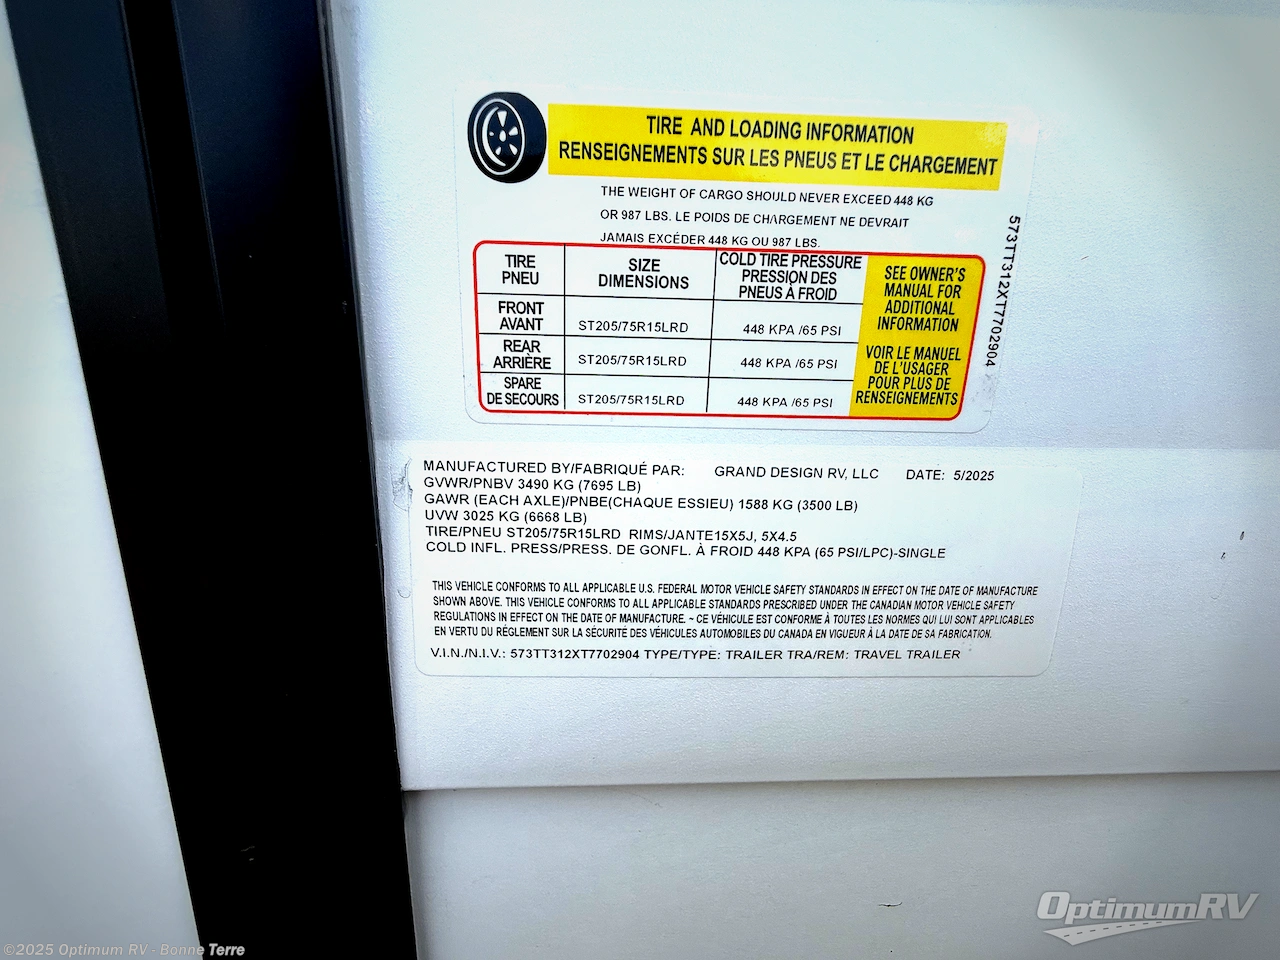 TIRE AND LOADING INFORMATION
RENSEIGNEMENTS SUR LES PNEUS ET LE CHARGEMENT
THE WEIGHT OF CARGO SHOULD NEVER EXCEED 448 KG
OR 987 LBS. LE POIDS DE CHARGEMENT NE DEVRAIT
JAMAIS EXCÉDER 448 KG OU 987 LBS.
TIRE
PNEU
SIZE
DIMENSIONS
COLD TIRE PRESSURE
PRESSION DES
PNEUS À FROID
FRONT
AVANT
ST205/75R15LRD
448 KPA /65 PSI
REAR
ARRIÈRE
ST205/75R15LRD
448 KPA /65 PSI
SPARE
DE SECOURS
ST205/75R15LRD
448 KPA /65 PSI
SEE OWNER'S
MANUAL FOR
ADDITIONAL
INFORMATION
VOIR LE MANUEL
DE L'USAGER
POUR PLUS DE
RENSEIGNEMENTS
573TT312XT7702904
MANUFACTURED BY/FABRIQUÉ PAR: GRAND DESIGN RV, LLC DATE: 5/2025
GVWR/PNBV 3490 KG (7695 LB)
GAWR (EACH AXLE)/PNBE(CHAQUE ESSIEU) 1588 KG (3500 LB)
UVW 3025 KG (6668 LB)
TIRE/PNEU ST205/75R15LRD RIMS/JANTE15X5J, 5X4.5
COLD INFL. PRESS/PRESS. DE GONFL. À FROID 448 KPA (65 PSI/LPC)-SINGLE
THIS VEHICLE CONFORMS TO ALL APPLICABLE U.S. FEDERAL MOTOR VEHICLE SAFETY STANDARDS IN EFFECT ON THE DATE OF MANUFACTURE
SHOWN ABOVE. THIS VEHICLE CONFORMS TO ALL APPLICABLE STANDARDS PRESCRIBED UNDER THE CANADIAN MOTOR VEHICLE SAFETY
REGULATIONS IN EFFECT ON THE DATE OF MANUFACTURE. ~ CE VÉHICULE EST CONFORME À TOUTES LES NORMES QUI LUI SONT APPLICABLES
EN VERTU DU RÉGLEMENT SUR LA SÉCURITÉ DES VÉHICULES AUTOMOBILES DU CANADA EN VIGUEUR À LA DATE DE SA FABRICATION.
V.I.N./N.I.V.: 573TT312XT7702904 TYPE/TYPE: TRAILER TRA/REM: TRAVEL TRAILER
OptimumRV
©2025 Optimum RV - Bonne Terre